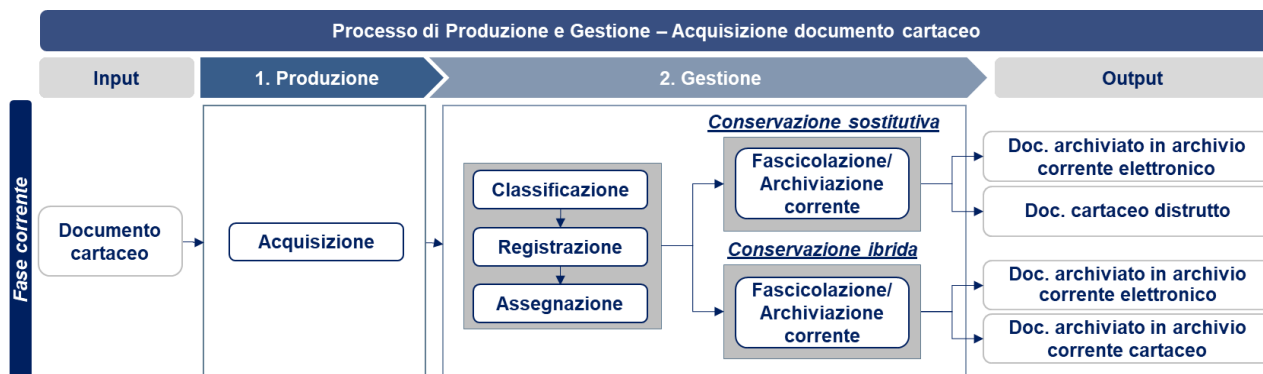 Processo di Produzione e Gestione – Acquisizione documento cartaceo
Input
1. Produzione
2. Gestione
Output
Fase corrente
Documento
cartaceo
Acquisizione
Classificazione
Registrazione
Assegnazione
Conservazione sostitutiva
Fascicolazione/
Archiviazione
corrente
Conservazione ibrida
Fascicolazione/
Archiviazione
corrente
Doc. archiviato in archivio
corrente elettronico
Doc. cartaceo distrutto
Doc. archiviato in archivio
corrente elettronico
Doc. archiviato in archivio
corrente cartaceo